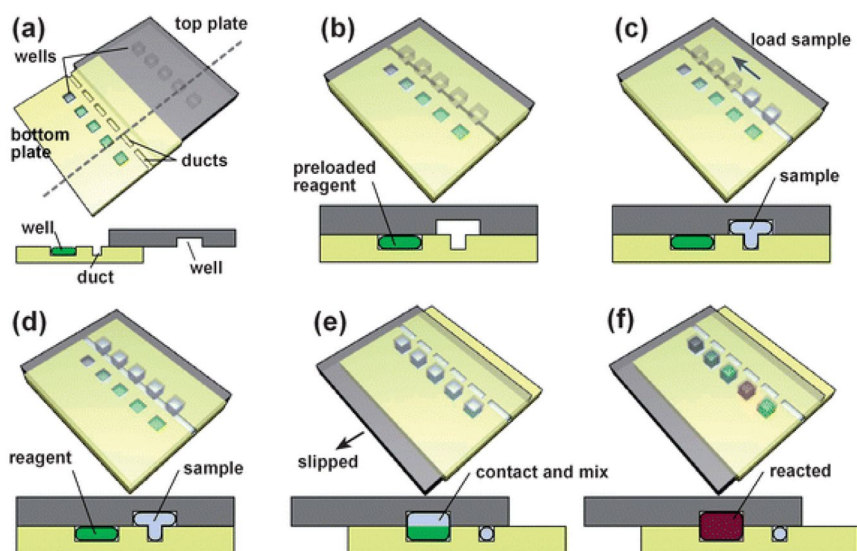 (a)
top plate
wells
bottom
plate
ducts
well
duct
well
(b)
preloaded
reagent
(c)
load sample
sample
(d)
reagent
sample
(e)
slipped
contact and mix
(f)
reacted